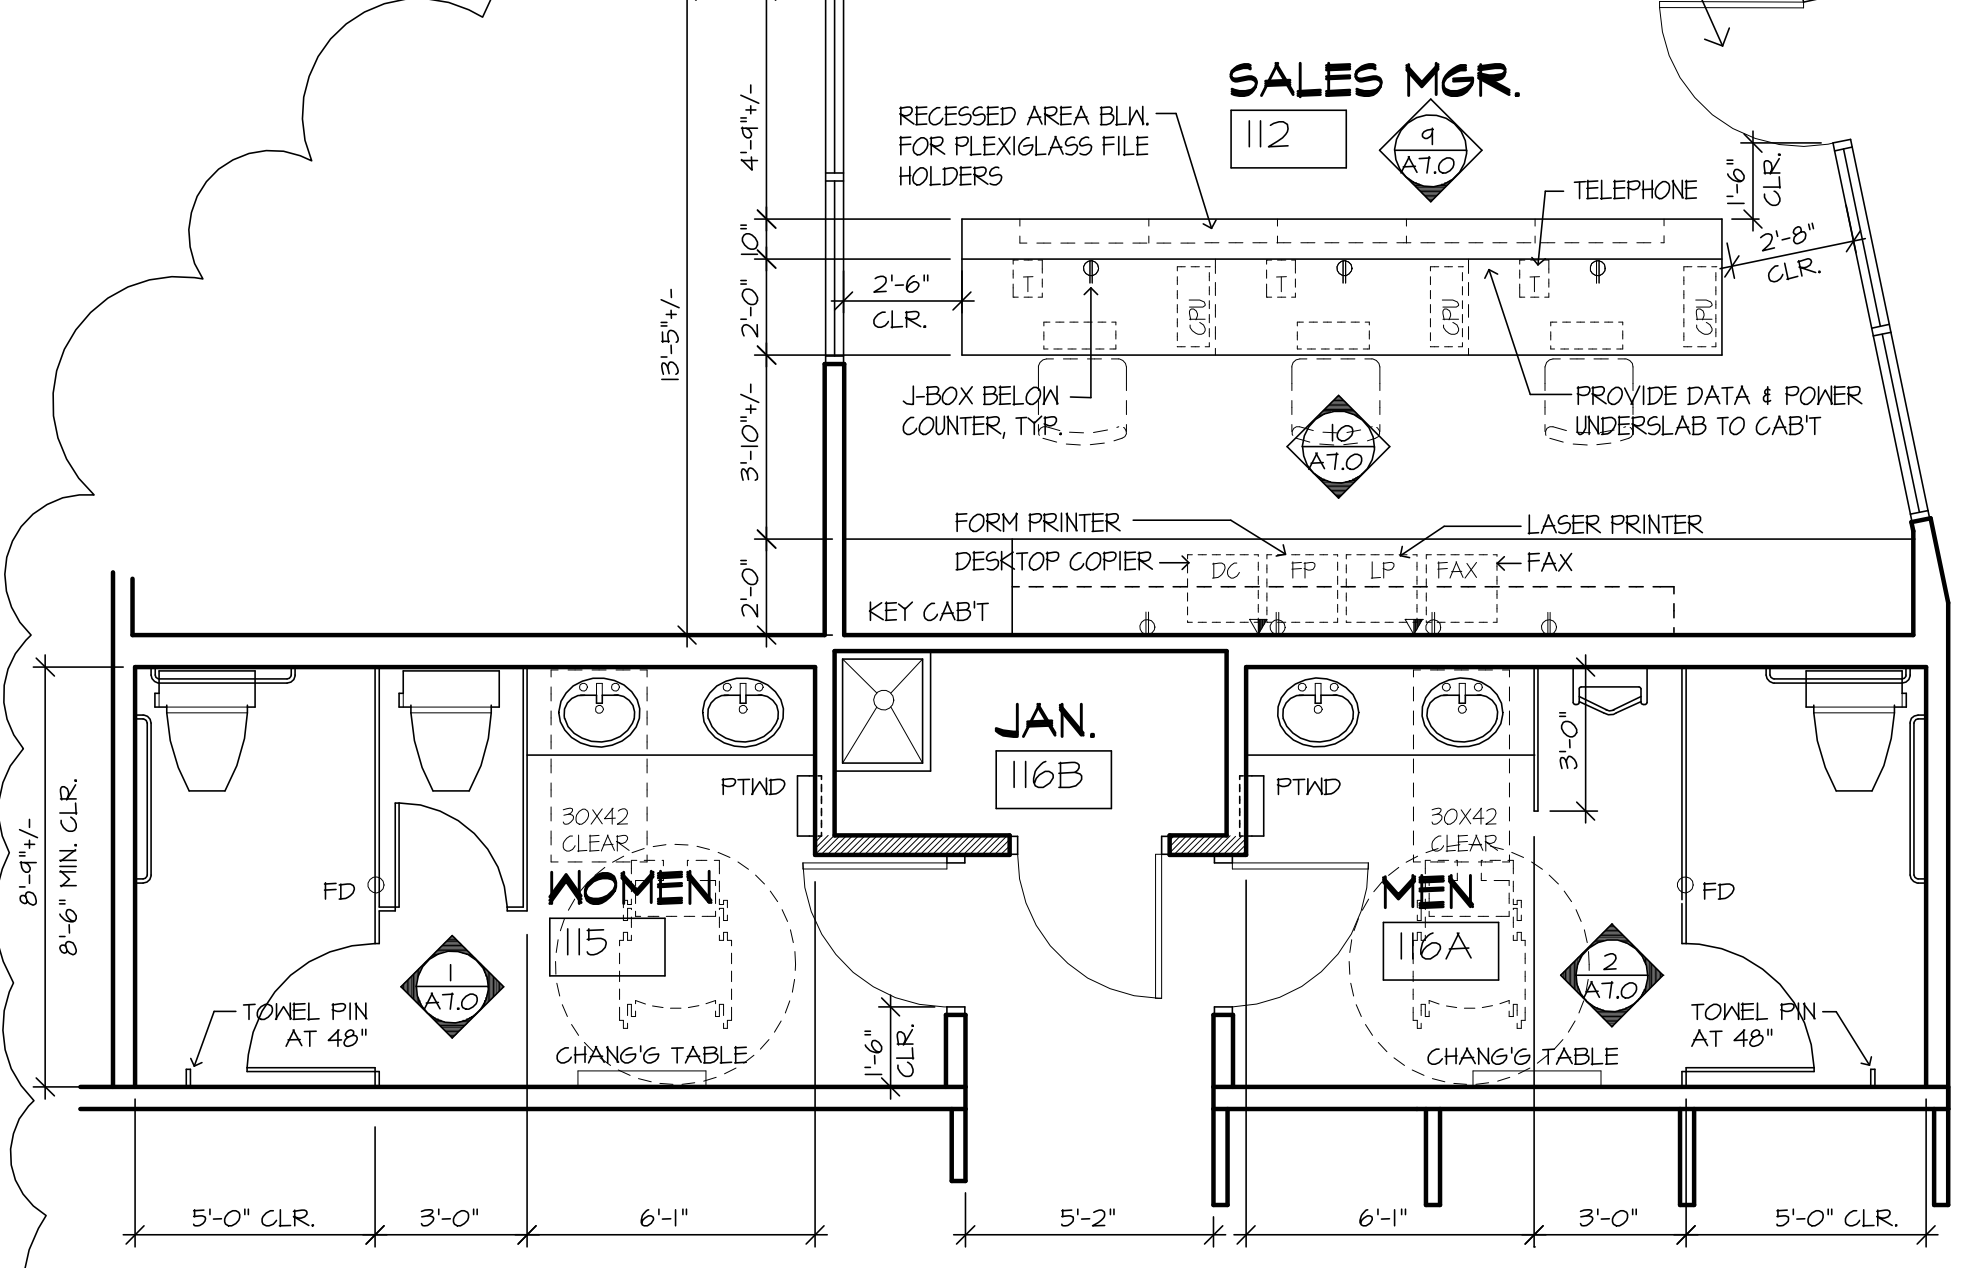 SALES MGR.
112
9
A7.0
RECESSED AREA BLW.
FOR PLEXIGLASS FILE
HOLDERS
TELEPHONE
4'-9"+/-
10"
2'-0"
3'-10"+/-
2'-0"
13'-5"+/-
1'-6"
CLR.
2'-8"
CLR.
2'-6"
CLR.
T
CPU
T
CPU
T
CPU
J-BOX BELOW
COUNTER, TYP.
10
A7.0
PROVIDE DATA & POWER
UNDERSLAB TO CAB'T
FORM PRINTER
LASER PRINTER
DESKTOP COPIER
DC
FP
LP
FAX
FAX
KEY CAB'T
JAN.
116B
PTWD
PTWD
30X42
CLEAR
30X42
CLEAR
3'-0"
8'-9"+/-
8'-6" MIN. CLR.
FD
WOMEN
115
MEN
116A
FD
1
A7.0
2
A7.0
TOWEL PIN
AT 48"
TOWEL PIN
AT 48"
CHANG'G TABLE
1'-6"
CLR.
CHANG'G TABLE
5'-0" CLR.
3'-0"
6'-1"
5'-2"
6'-1"
3'-0"
5'-0" CLR.